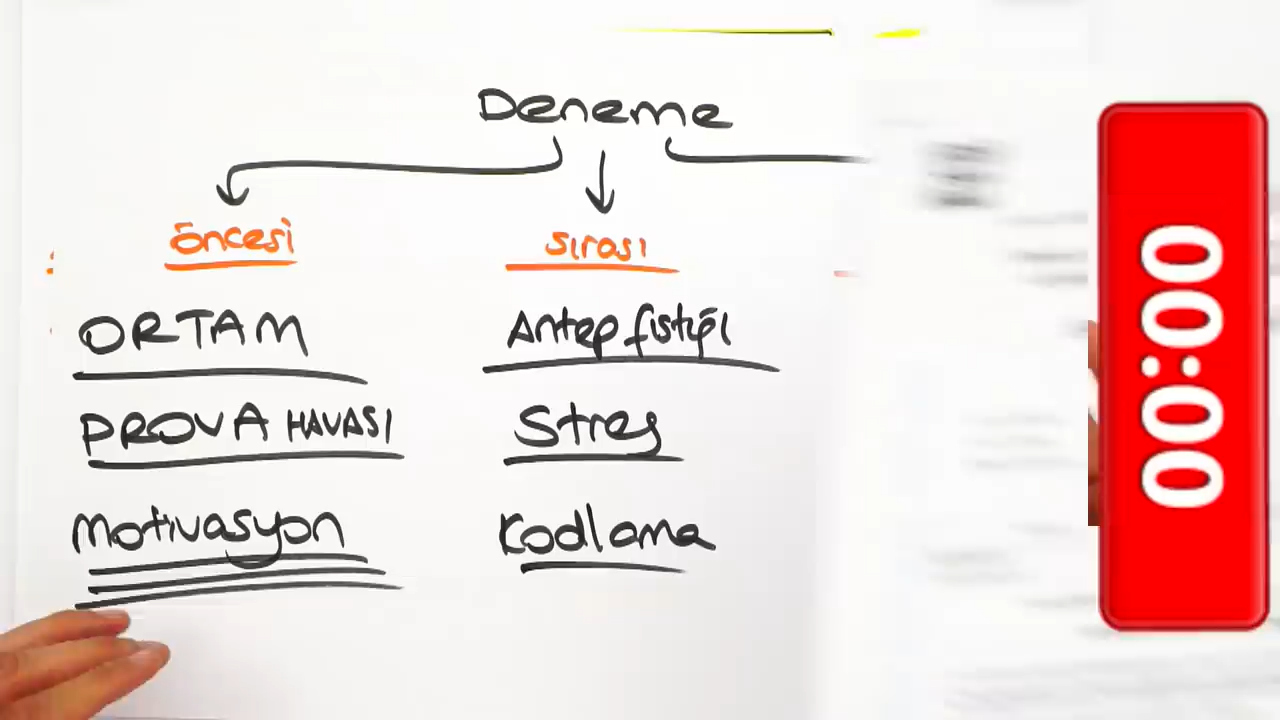 Deneme
öncesi
sırası
ORTAM
Antep fıstığı
PROVA HAVASI
Stres
motivasyon
Kodlama
00:00